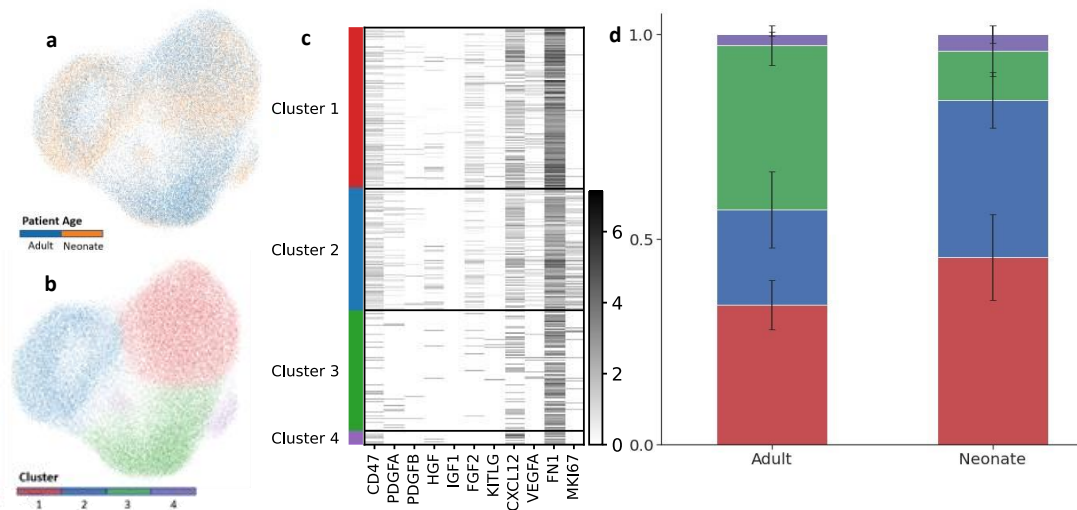 a
Patient Age
Adult Neonate
b
Cluster
1 2 3 4
c
Cluster 1
Cluster 2
Cluster 3
Cluster 4
CD47
PDGFA
PDGFB
HGF
IGF1
FGF2
KITLG
CXCL12
VEGFA
FN1
MKI67
6
4
2
0
d
1.0
0.5
0.0
Adult Neonate